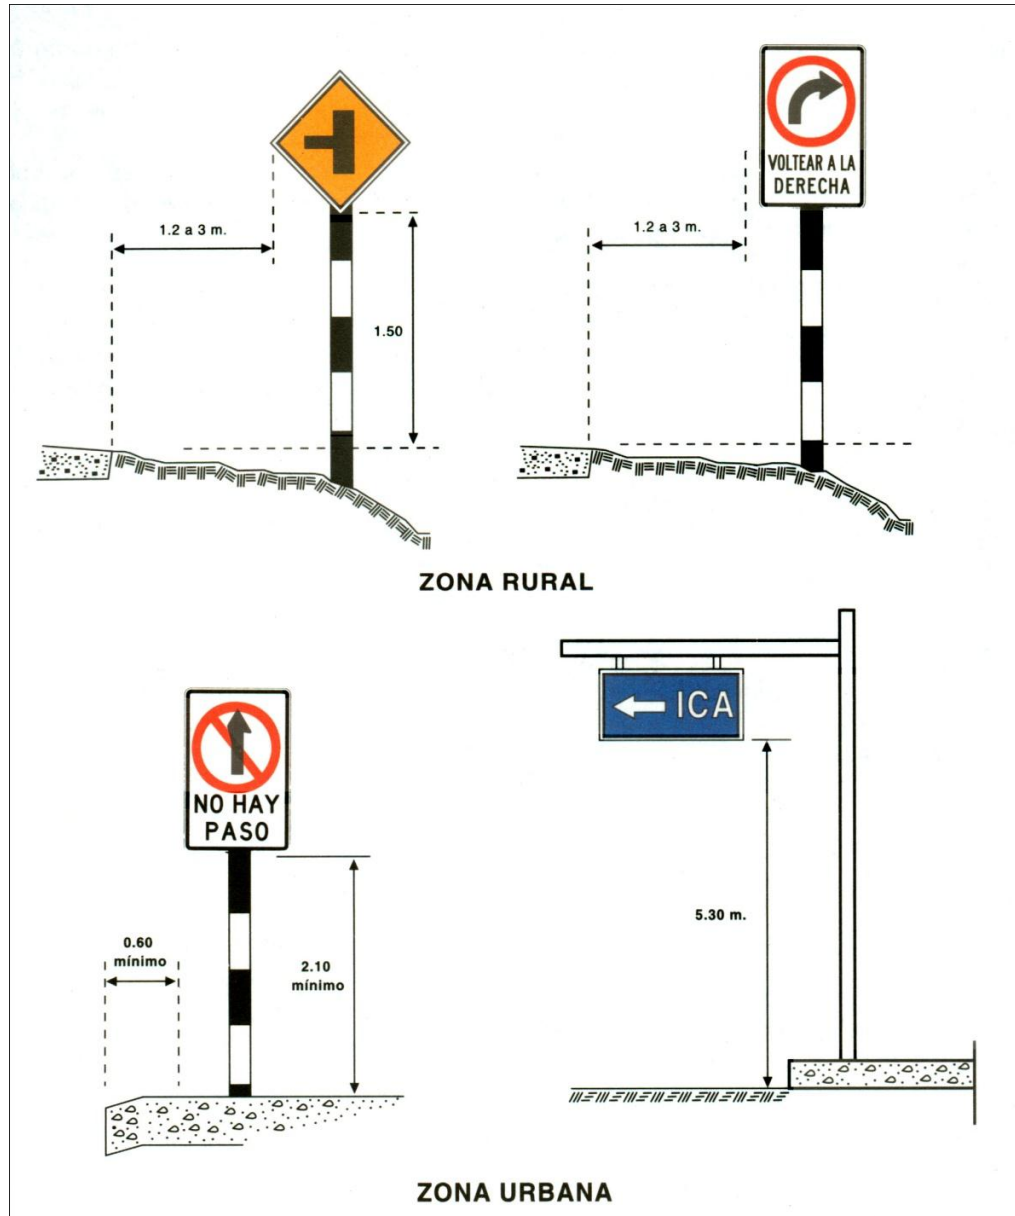 VOLTEAR A LA
DERECHA
1.2 a 3 m.
1.2 a 3 m.
1.50
ZONA RURAL
ICA
NO HAY
PASO
5.30 m.
0.60
mínimo
2.10
mínimo
ZONA URBANA